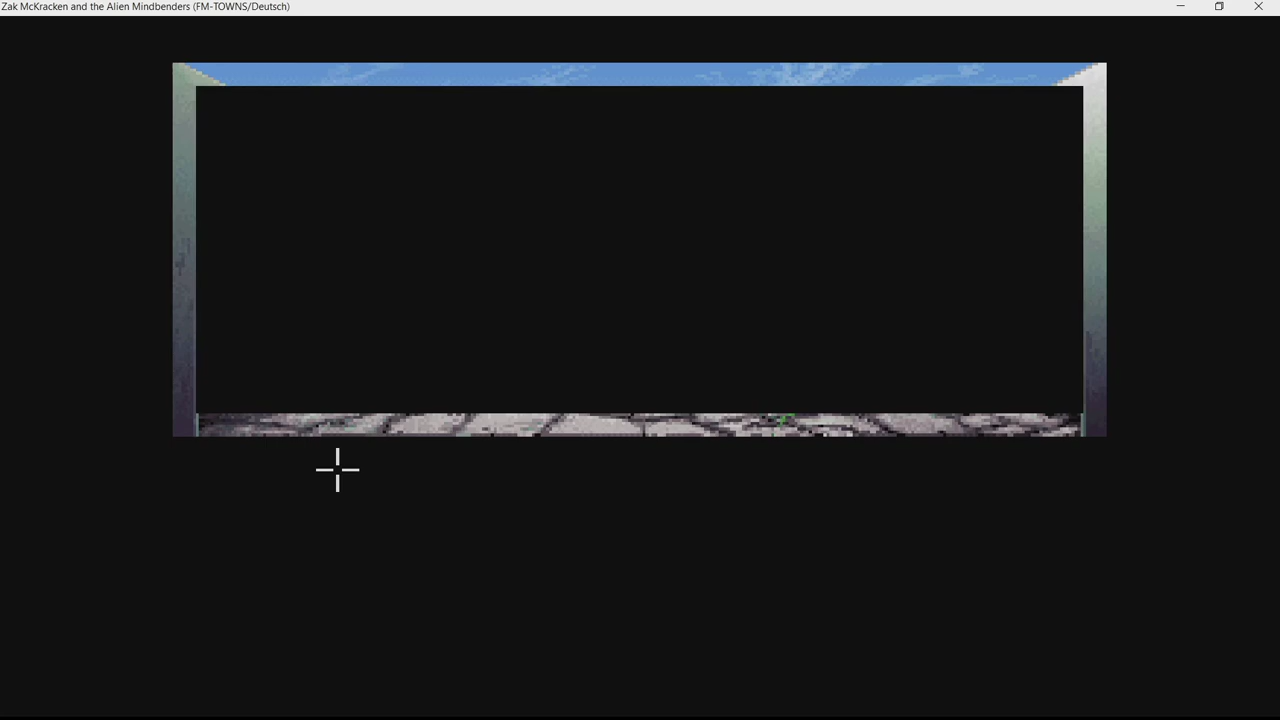 Zak McKracken and the Alien Mindbenders (FM-TOWNS/Deutsch)